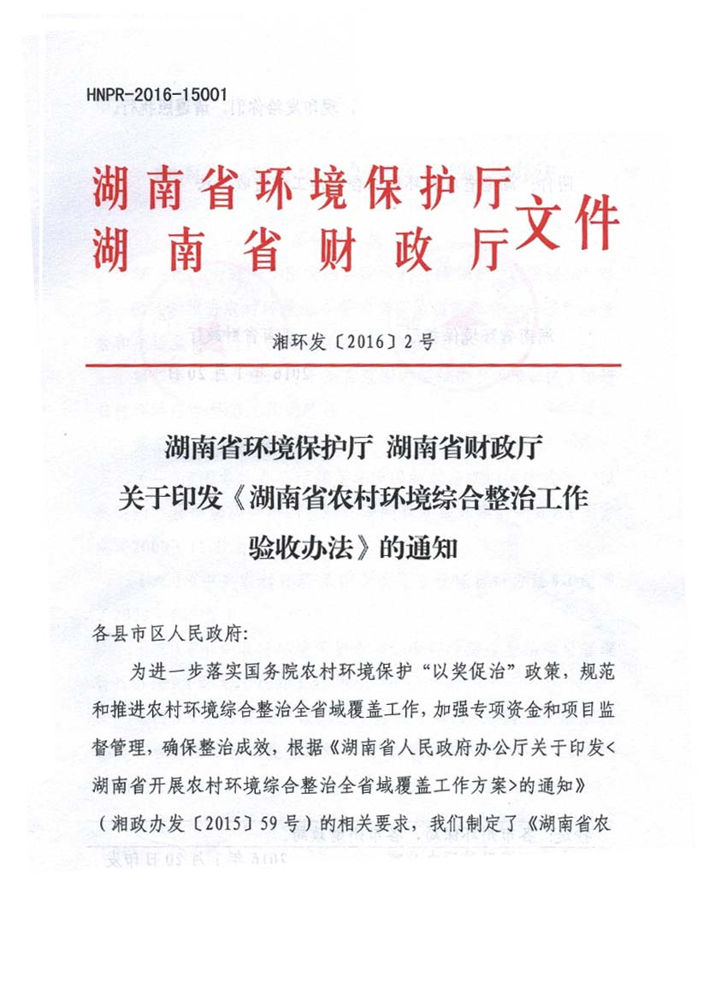 HNPR-2016-15001
湖南省环境保护厅
湖南省财政厅
文件
湘环发〔2016〕2号
湖南省环境保护厅 湖南省财政厅
关于印发《湖南省农村环境综合整治工作
验收办法》的通知
各县市区人民政府:
为进一步落实国务院农村环境保护“以奖促治”政策，规范
和推进农村环境综合整治全省域覆盖工作，加强专项资金和项目监
督管理，确保整治成效，根据《湖南省人民政府办公厅关于印发<
湖南省开展农村环境综合整治全省域覆盖工作方案>的通知》
（湘政办发〔2015〕59号）的相关要求，我们制定了《湖南省农